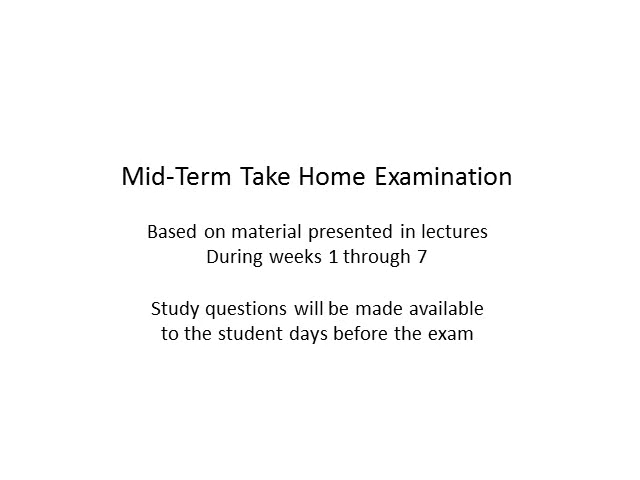 Mid-Term Take Home Examination
Based on material presented in lectures
During weeks 1 through 7
Study questions will be made available
to the student days before the exam